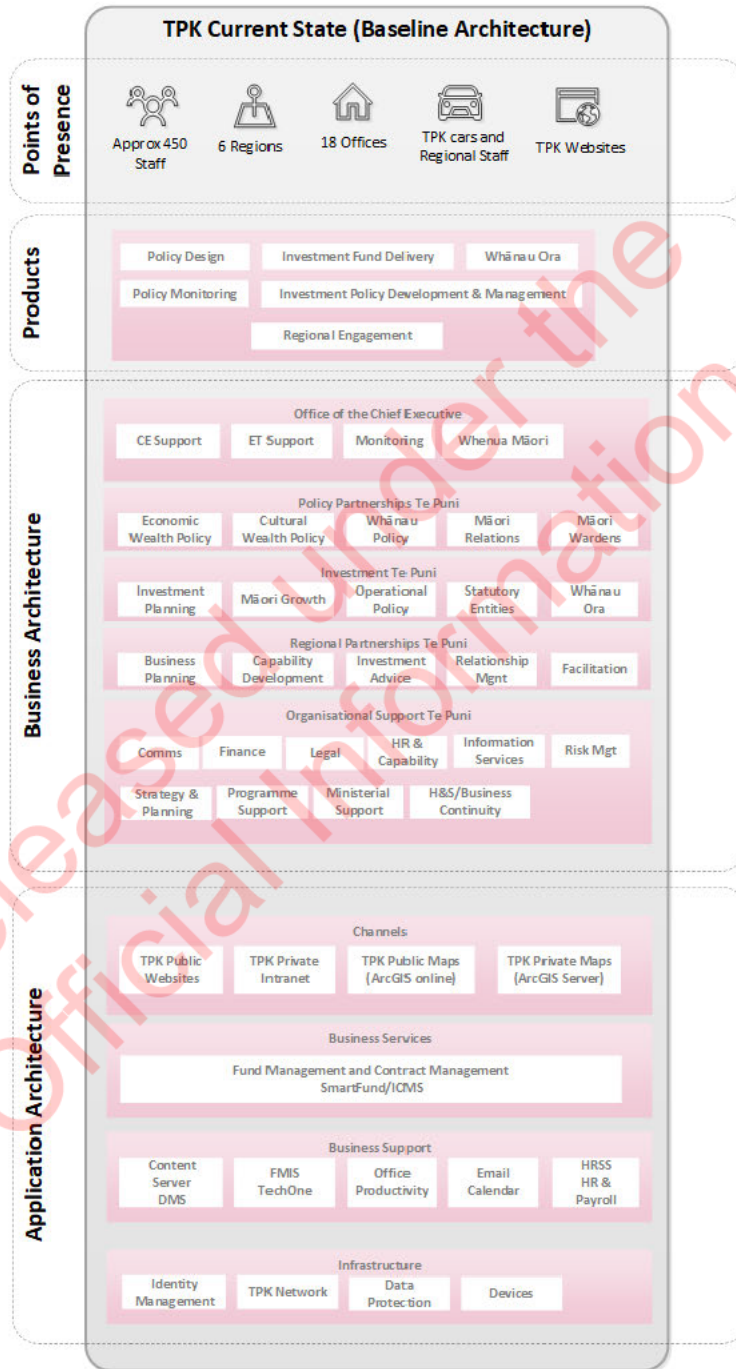 TPK Current State (Baseline Architecture)
Points of
Presence
Approx 450
Staff
6 Regions
18 Offices
TPK cars and
Regional Staff
TPK Websites
Products
Policy Design
Investment Fund Delivery
Whānau Ora
Policy Monitoring
Investment Policy Development & Management
Regional Engagement
Business Architecture
Office of the Chief Executive
CE Support
ET Support
Monitoring
Whenua Māori
Policy Partnerships Te Puni
Economic
Wealth Policy
Cultural
Wealth Policy
Whānau
Policy
Māori
Relations
Māori
Wardens
Investment Te Puni
Investment
Planning
Māori Growth
Operational
Policy
Statutory
Entities
Whānau
Ora
Regional Partnerships Te Puni
Business
Planning
Capability
Development
Investment
Advice
Relationship
Mgnt
Facilitation
Organisational Support Te Puni
Comms
Finance
Legal
HR &
Capability
Information
Services
Risk Mgt
Strategy &
Planning
Programme
Support
Ministerial
Support
H&S/Business
Continuity
Application Architecture
Channels
TPK Public
Websites
TPK Private
Intranet
TPK Public Maps
(ArcGIS online)
TPK Private Maps
(ArcGIS Server)
Business Services
Fund Management and Contract Management
SmartFund/ICMS
Business Support
Content
Server
DMS
FMIS
TechOne
Office
Productivity
Email
Calendar
HRSS
HR &
Payroll
Infrastructure
Identity
Management
TPK Network
Data
Protection
Devices
eleased under the
Official Information